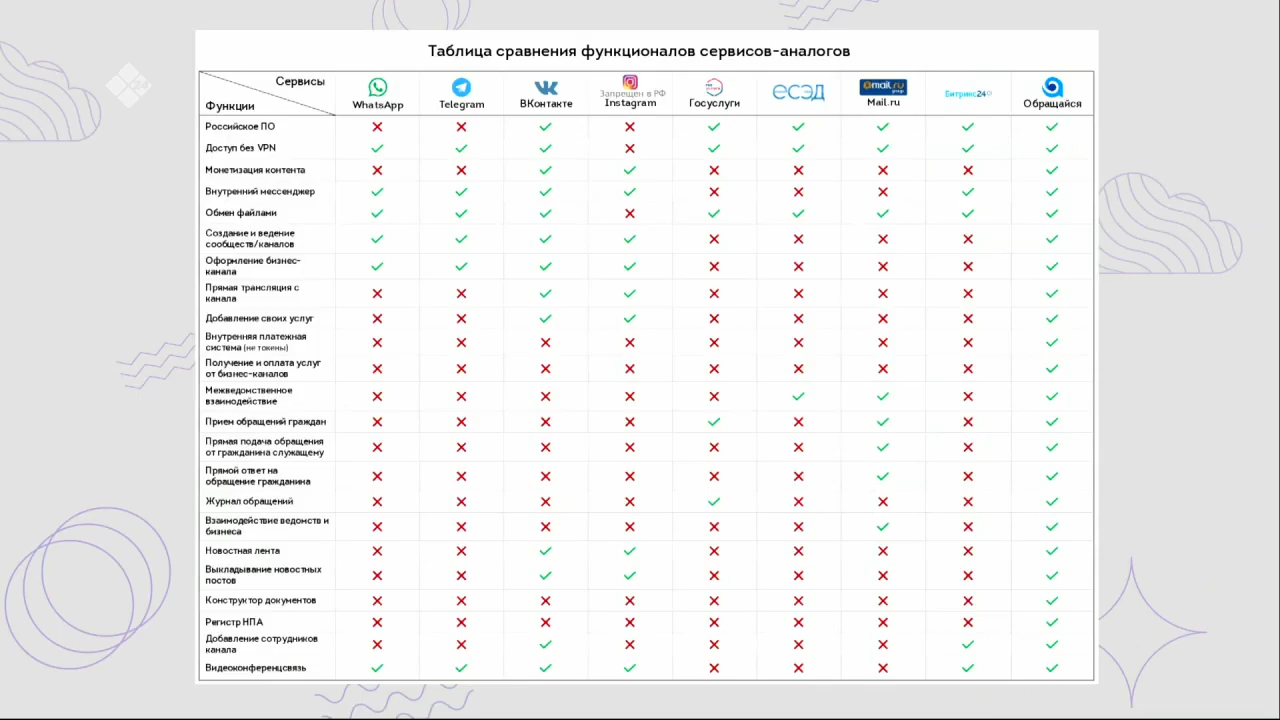 Таблица сравнения функционалов сервисов-аналогов
Сервисы
Функции
WhatsApp
Telegram
ВКонтакте
Запрещен в РФ
Instagram
Госуслуги
есэд
@mail.ru
Mail.ru
Битрикс24
Обращайся
Российское ПО
Доступ без VPN
Монетизация контента
Внутренний мессенджер
Обмен файлами
Создание и ведение
сообществ/каналов
Оформление бизнес-
канала
Прямая трансляция с
канала
Добавление своих услуг
Внутренняя платежная
система (не токены)
Получение и оплата услуг
от бизнес-каналов
Межведомственное
взаимодействие
Прием обращений граждан
Прямая подача обращения
от гражданина служащему
Прямой ответ на
обращение гражданина
Журнал обращений
Взаимодействие ведомств и
бизнеса
Новостная лента
Выкладывание новостных
постов
Конструктор документов
Регистр НПА
Добавление сотрудников
канала
Видеоконференцсвязь